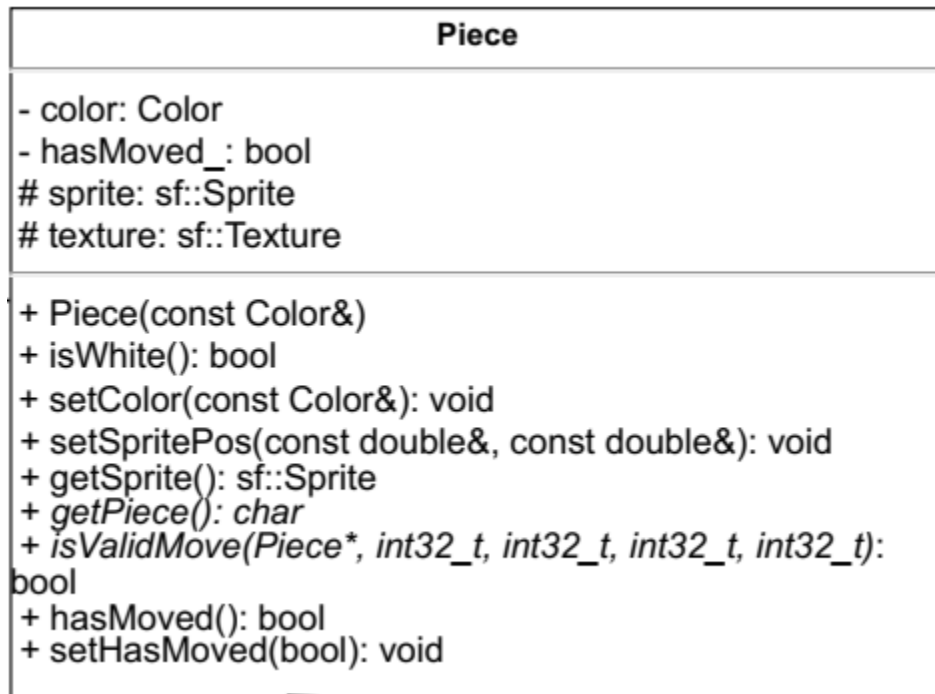 Piece
- color: Color
- hasMoved_: bool
# sprite: sf::Sprite
# texture: sf::Texture
+ Piece(const Color&)
+ isWhite(): bool
+ setColor(const Color&): void
+ setSpritePos(const double&, const double&): void
+ getSprite(): sf::Sprite
+ getPiece(): char
+ isValidMove(Piece*, int32_t, int32_t, int32_t, int32_t):
bool
+ hasMoved(): bool
+ setHasMoved(bool): void